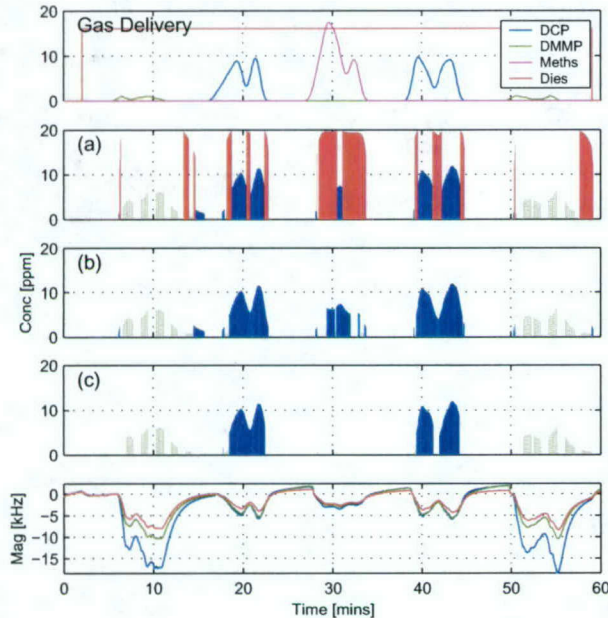 Gas Delivery
20
10
0
DCP
DMMP
Meths
Dies
(a)
20
10
0
(b)
20
10
0
Conc [ppm]
(c)
20
10
0
0
−5
−10
−15
Mag [kHz]
0
10
20
30
40
50
60
Time [mins]